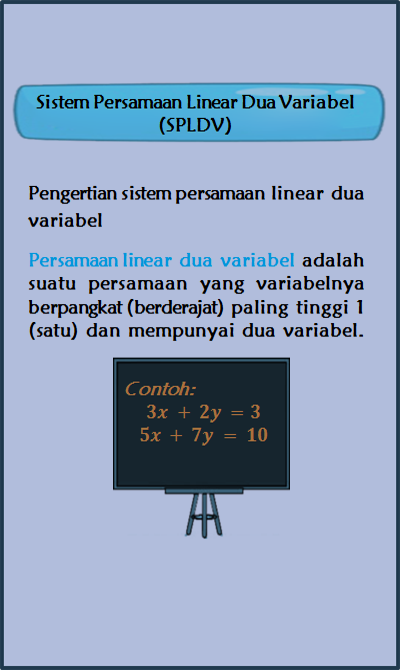 Sistem Persamaan Linear Dua Variabel
(SPLDV)
Pengertian sistem persamaan linear dua
variabel
Persamaan linear dua variabel adalah
suatu persamaan yang variabelnya
berpangkat (berderajat) paling tinggi 1
(satu) dan mempunyai dua variabel.
Contoh:
3x + 2y = 3
5x + 7y = 10